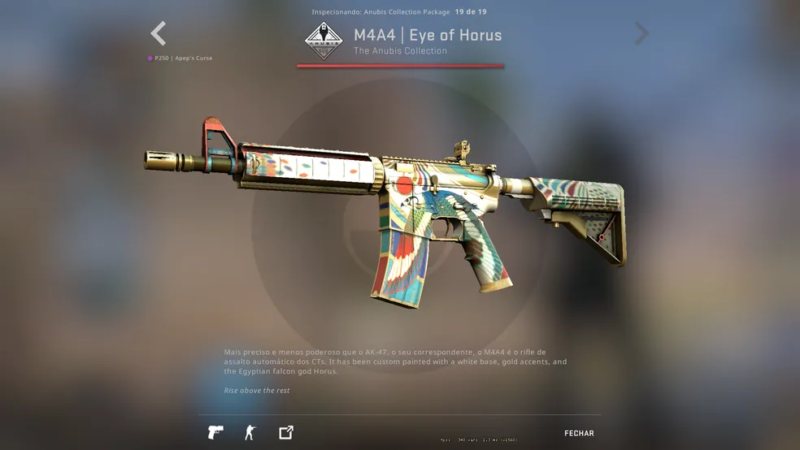 Inspecionando: Anubis Collection Package 19 de 19
M4A4 | Eye of Horus
The Anubis Collection
P250 | Apep's Curse
ANUBIS
Mais preciso e menos poderoso que o AK-47, o seu correspondente, o M4A4 é o rifle de
assalto automático dos CTs. It has been custom painted with a white base, gold accents, and
the Egyptian falcon god Horus.
Rise above the rest
FECHAR